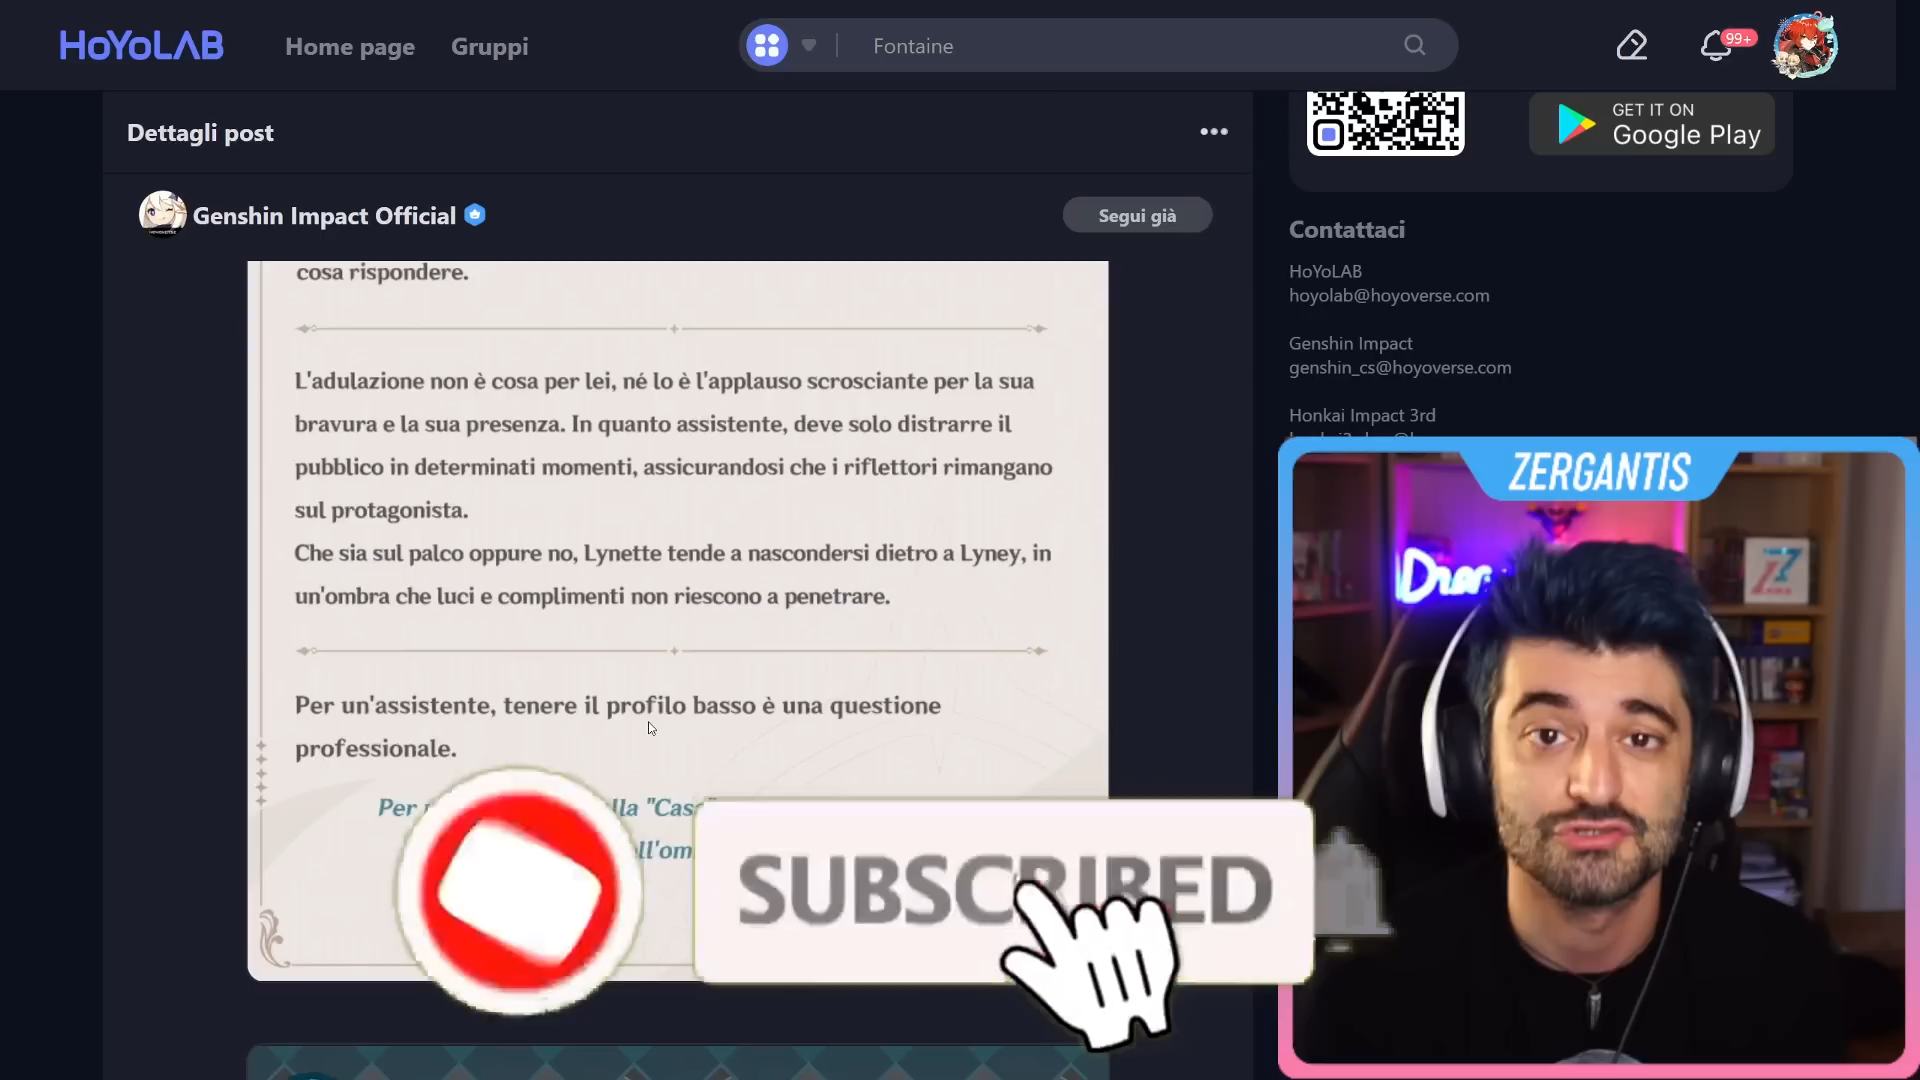 HoYoLAB
Home page
Gruppi
Fontaine
99+
Dettagli post
Genshin Impact Official
Segui già
GET IT ON
Google Play
Contattaci
HoYoLAB
hoyolab@hoyoverse.com
Genshin Impact
genshin_cs@hoyoverse.com
Honkai Impact 3rd
cosa rispondere.
L'adulazione non è cosa per lei, né lo è l'applauso scrosciante per la sua
bravura e la sua presenza. In quanto assistente, deve solo distrarre il
pubblico in determinati momenti, assicurandosi che i riflettori rimangano
sul protagonista.
Che sia sul palco oppure no, Lynette tende a nascondersi dietro a Lyney, in
un'ombra che luci e complimenti non riescono a penetrare.
Per un'assistente, tenere il profilo basso è una questione
professionale.
Per
SUBSCRIBED
ZERGANTIS